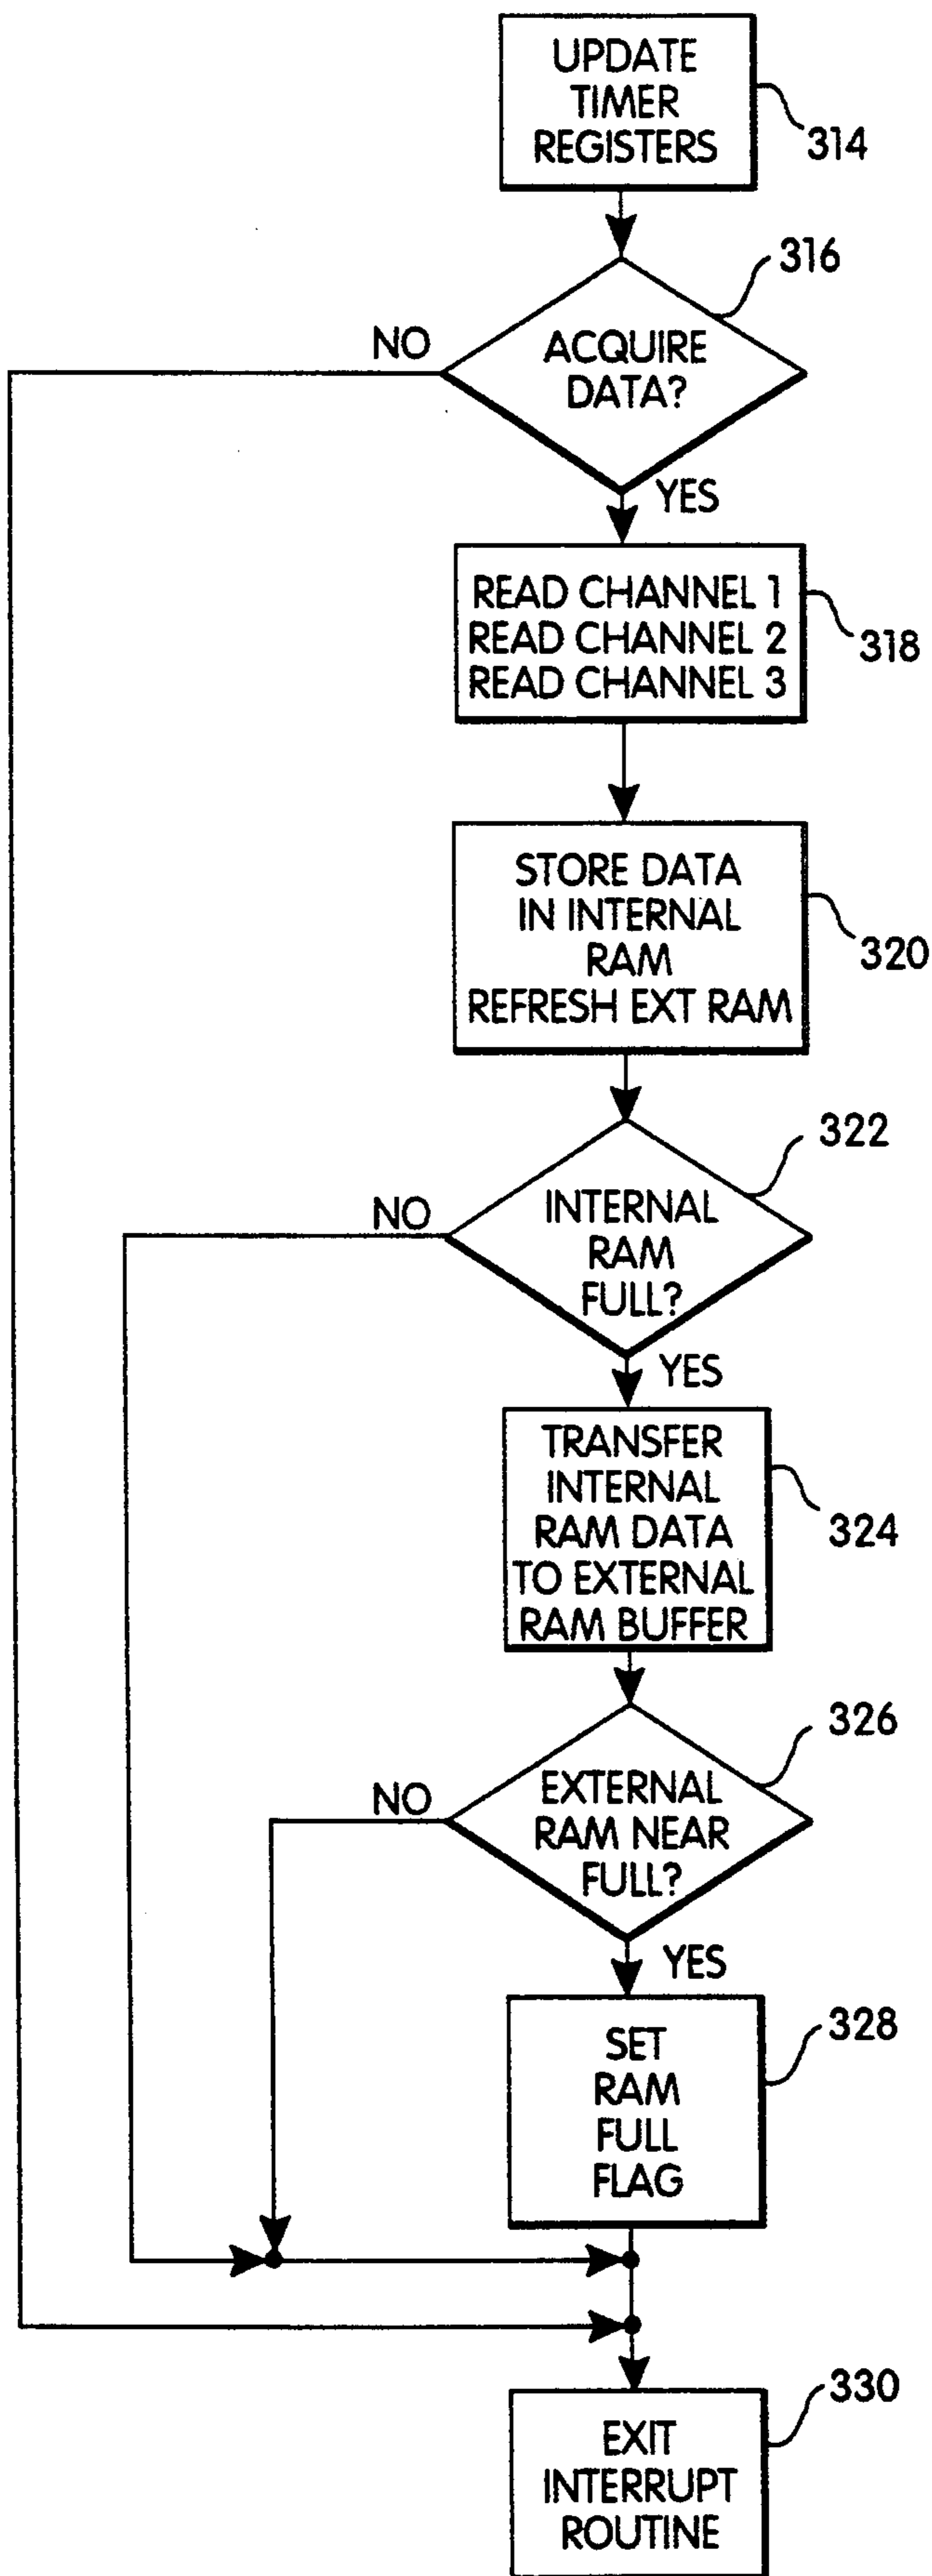 UPDATE
TIMER
REGISTERS
314
316
NO
ACQUIRE
DATA?
YES
READ CHANNEL 1
READ CHANNEL 2
READ CHANNEL 3
318
STORE DATA
IN INTERNAL
RAM
REFRESH EXT RAM
320
322
NO
INTERNAL
RAM
FULL?
YES
TRANSFER
INTERNAL
RAM DATA
TO EXTERNAL
RAM BUFFER
324
326
NO
EXTERNAL
RAM NEAR
FULL?
YES
SET
RAM
FULL
FLAG
328
330
EXIT
INTERRUPT
ROUTINE